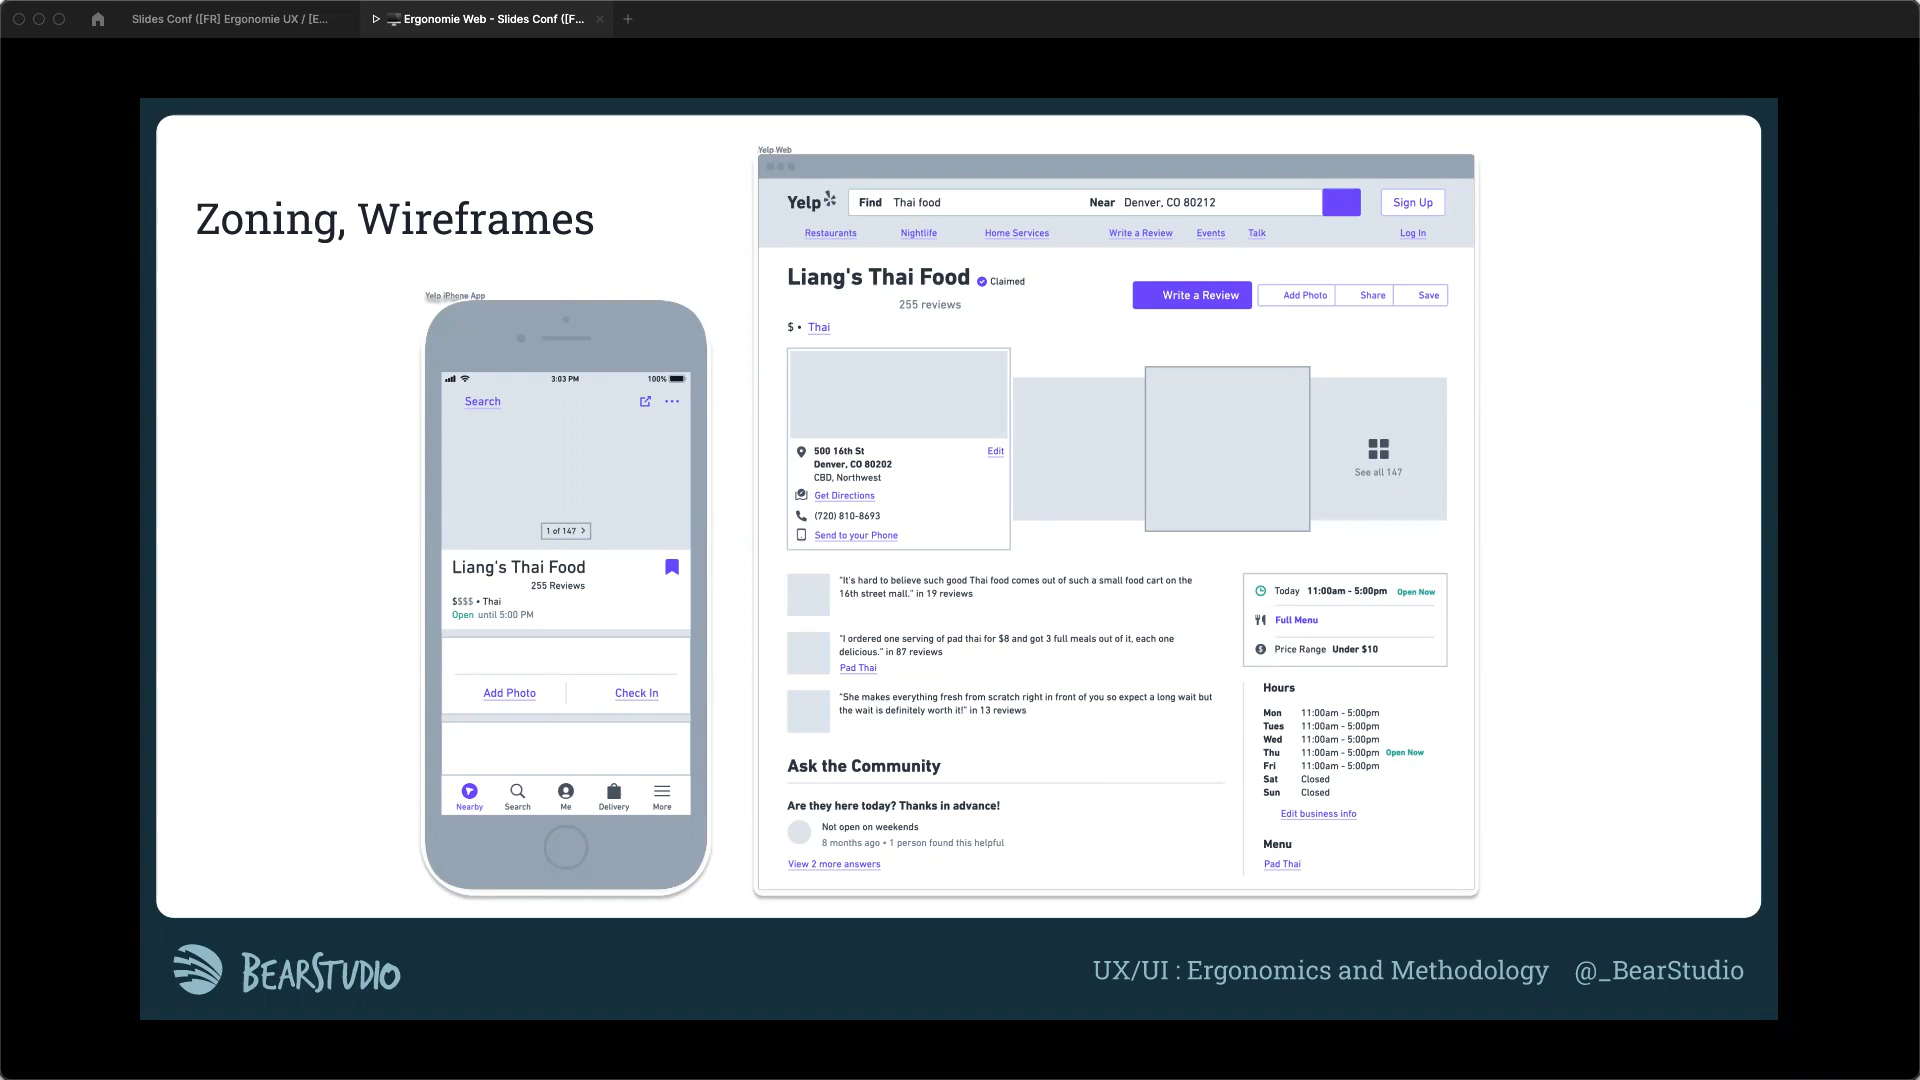 Slides Conf ([FR] Ergonomie UX / [E...
Ergonomie Web - Slides Conf ([F...
Zoning, Wireframes
Yelp iPhone App
3:03 PM
100%
Search
1 of 147 >
Liang's Thai Food
255 Reviews
$$$$ • Thai
Open until 5:00 PM
Add Photo
Check In
Nearby
Search
Me
Delivery
More
Yelp Web
Yelp
Find Thai food
Near Denver, CO 80212
Sign Up
Restaurants
Nightlife
Home Services
Write a Review
Events
Talk
Log In
Liang's Thai Food
Claimed
255 reviews
Write a Review
Add Photo
Share
Save
$ • Thai
500 16th St
Edit
Denver, CO 80202
CBD, Northwest
Get Directions
(720) 810-8693
Send to your Phone
See all 147
"It's hard to believe such good Thai food comes out of such a small food cart on the
16th street mall." in 19 reviews
"I ordered one serving of pad thai for $8 and got 3 full meals out of it, each one
delicious." in 87 reviews
Pad Thai
"She makes everything fresh from scratch right in front of you so expect a long wait but
the wait is definitely worth it!" in 13 reviews
Ask the Community
Are they here today? Thanks in advance!
Not open on weekends
8 months ago • 1 person found this helpful
View 2 more answers
Today 11:00am - 5:00pm Open Now
Full Menu
Price Range Under $10
Hours
Mon 11:00am - 5:00pm
Tues 11:00am - 5:00pm
Wed 11:00am - 5:00pm
Thu 11:00am - 5:00pm Open Now
Fri 11:00am - 5:00pm
Sat Closed
Sun Closed
Edit business info
Menu
Pad Thai
BEARSTUDIO
UX/UI : Ergonomics and Methodology @_BearStudio